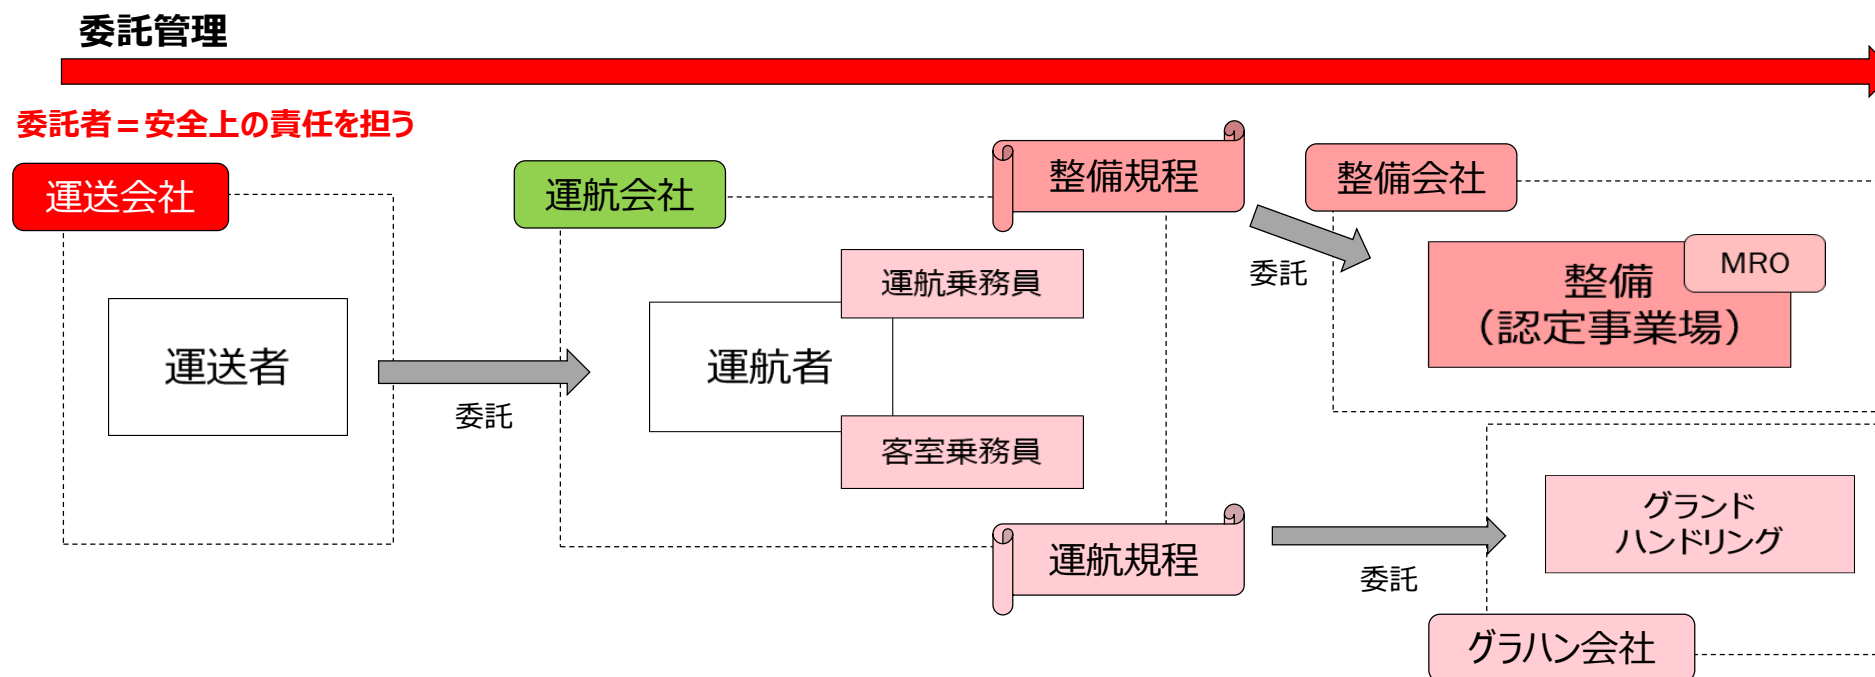 委託管理
委託者=安全上の責任を担う
運送会社
運送者
委託
運航会社
運航者
運航乗務員
客室乗務員
整備規程
運航規程
委託
整備会社
整備
(認定事業場)
MRO
委託
グランド
ハンドリング
グラハン会社